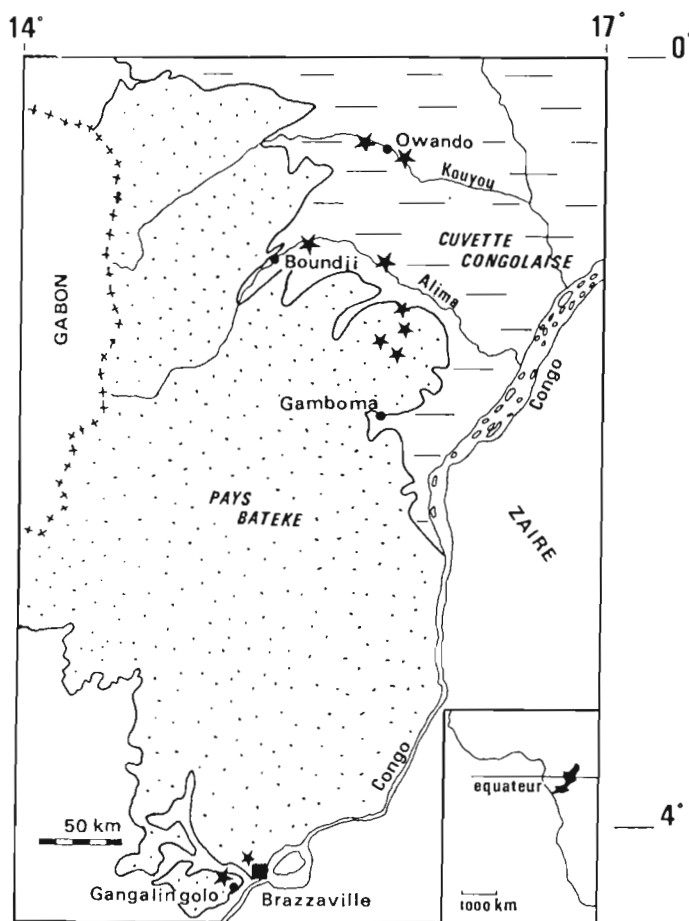 14°
17°
0°
Owando
Kouyou
CUVETTE
CONGOLAISE
Boundji
Alima
GABON
Congo
Gamboma
PAYS
BATEKE
ZAIRE
Congo
equateur
4°
50 km
Gangalingolo
Brazzaville
1000 km